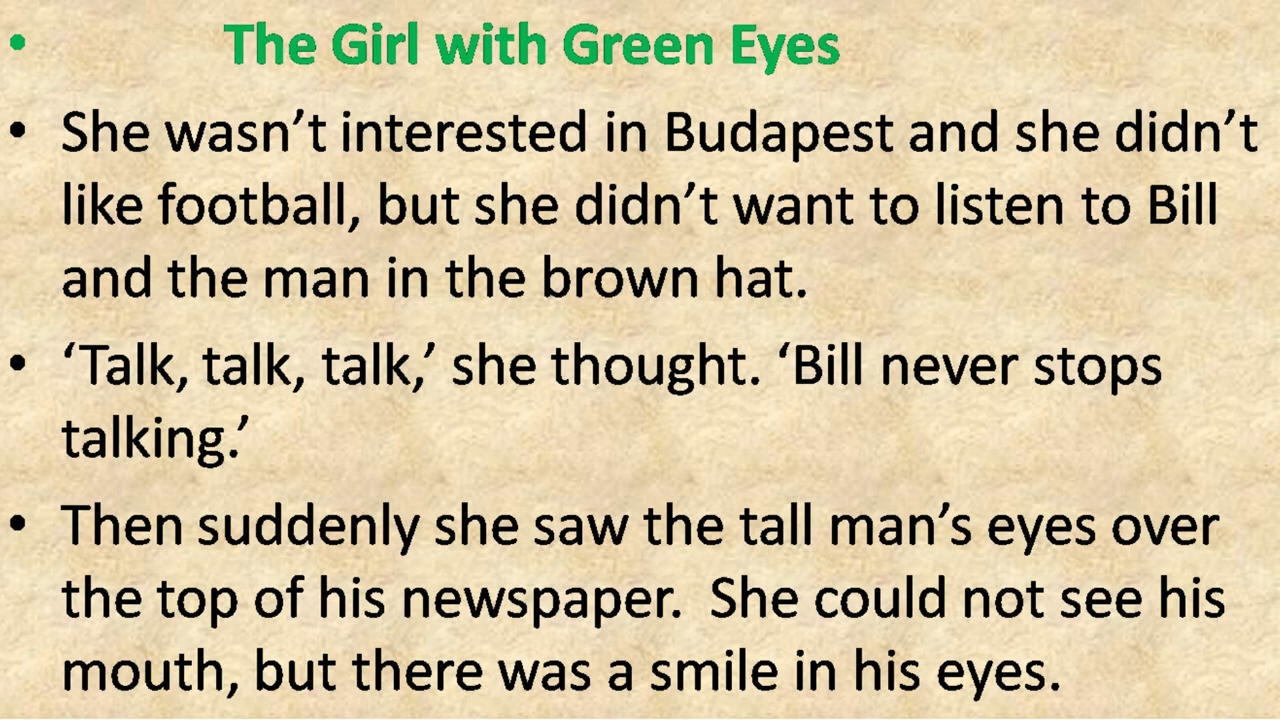 • The Girl with Green Eyes
• She wasn’t interested in Budapest and she didn’t
like football, but she didn’t want to listen to Bill
and the man in the brown hat.
• ‘Talk, talk, talk,’ she thought. ‘Bill never stops
talking.’
• Then suddenly she saw the tall man’s eyes over
the top of his newspaper.  She could not see his
mouth, but there was a smile in his eyes.